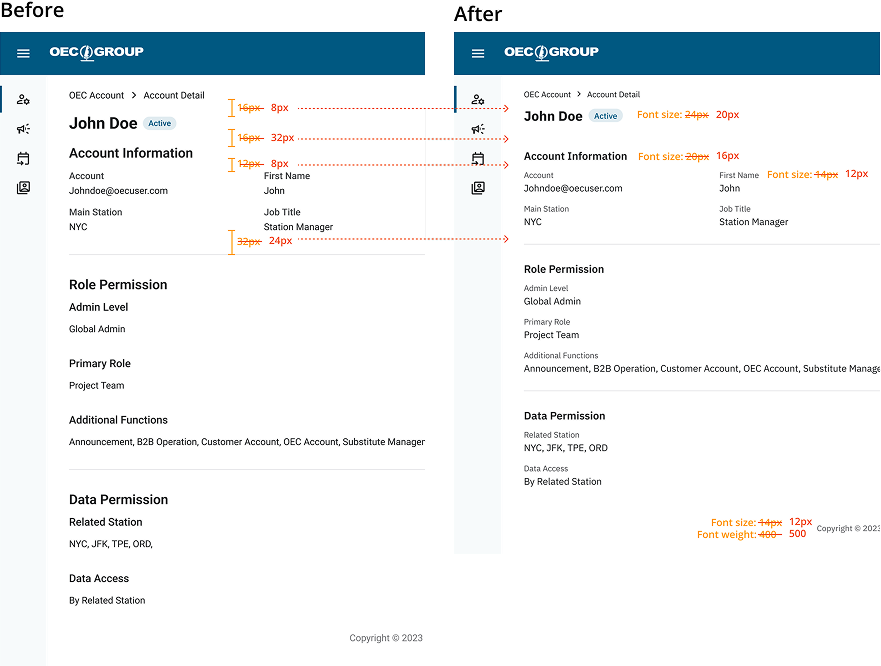 Before
OEC GROUP
OEC Account > Account Detail
16px 8px
John Doe Active
16px 32px
Account Information
12px 8px
Account First Name
Johndoe@oecuser.com John
Main Station Job Title
NYC Station Manager
32px 24px
Role Permission
Admin Level
Global Admin
Primary Role
Project Team
Additional Functions
Announcement, B2B Operation, Customer Account, OEC Account, Substitute Manager
Data Permission
Related Station
NYC, JFK, TPE, ORD,
Data Access
By Related Station
Copyright © 2023
After
OEC GROUP
OEC Account > Account Detail
John Doe Active Font size: 24px 20px
Account Information Font size: 20px 16px
Account First Name Font size: 14px 12px
Johndoe@oecuser.com John
Main Station Job Title
NYC Station Manager
Role Permission
Admin Level
Global Admin
Primary Role
Project Team
Additional Functions
Announcement, B2B Operation, Customer Account, OEC Account, Substitute Manage
Data Permission
Related Station
NYC, JFK, TPE, ORD
Data Access
By Related Station
Font size: 14px 12px
Font weight: 400 500
Copyright © 2023